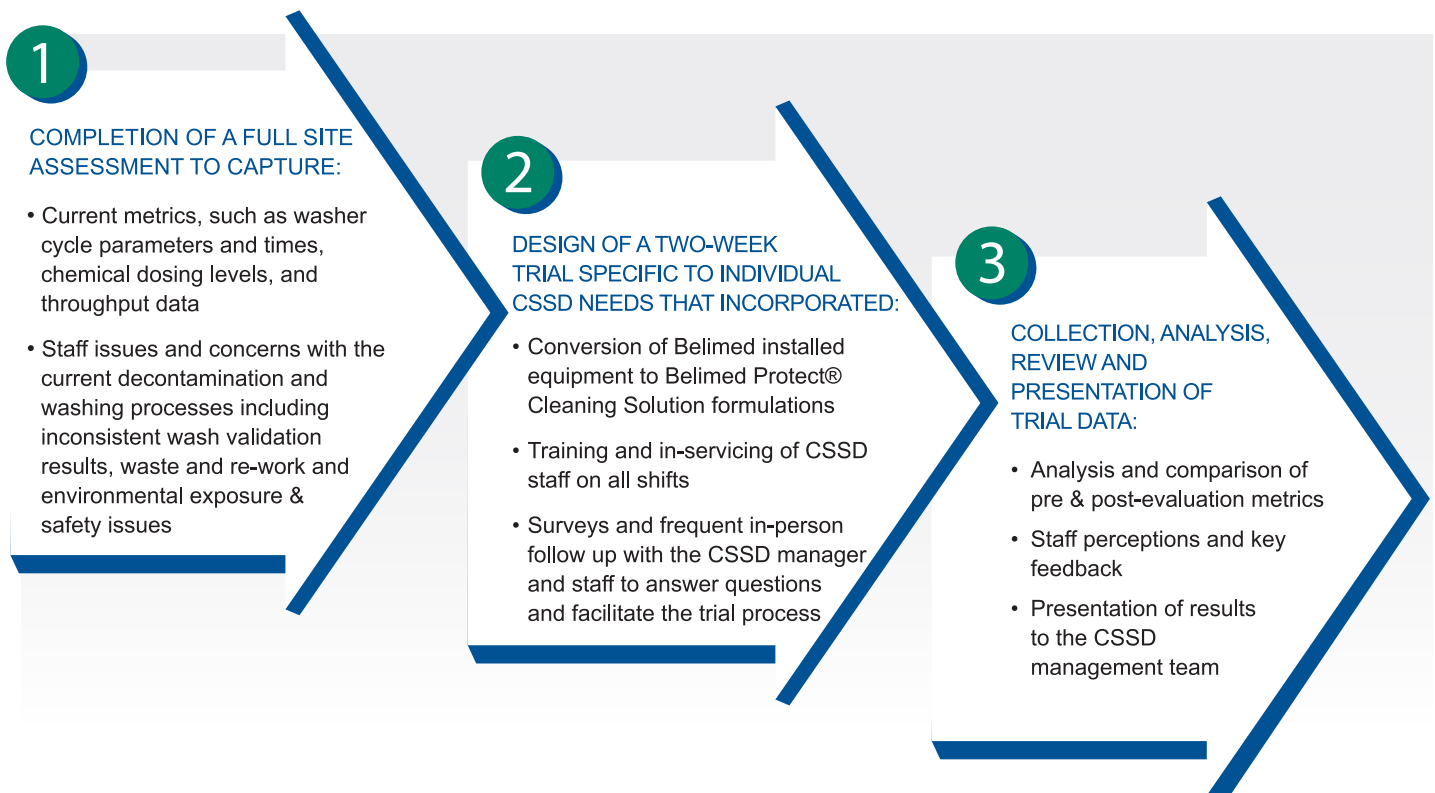 1
COMPLETION OF A FULL SITE
ASSESSMENT TO CAPTURE:
• Current metrics, such as washer
cycle parameters and times,
chemical dosing levels, and
throughput data
• Staff issues and concerns with the
current decontamination and
washing processes including
inconsistent wash validation
results, waste and re-work and
environmental exposure &
safety issues
2
DESIGN OF A TWO-WEEK
TRIAL SPECIFIC TO INDIVIDUAL
CSSD NEEDS THAT INCORPORATED:
• Conversion of Belimed installed
equipment to Belimed Protect®
Cleaning Solution formulations
• Training and in-servicing of CSSD
staff on all shifts
• Surveys and frequent in-person
follow up with the CSSD manager
and staff to answer questions
and facilitate the trial process
3
COLLECTION, ANALYSIS,
REVIEW AND
PRESENTATION OF
TRIAL DATA:
• Analysis and comparison of
pre & post-evaluation metrics
• Staff perceptions and key
feedback
• Presentation of results
to the CSSD
management team